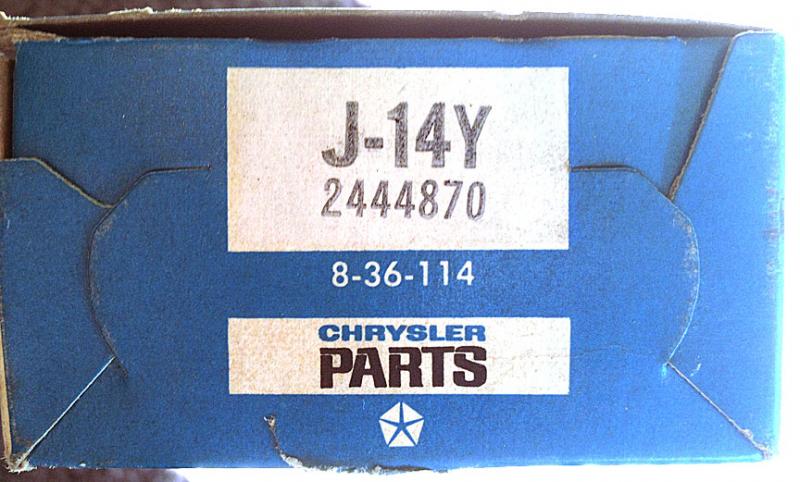 J-14Y
2444870
8-36-114
CHRYSLER
PARTS